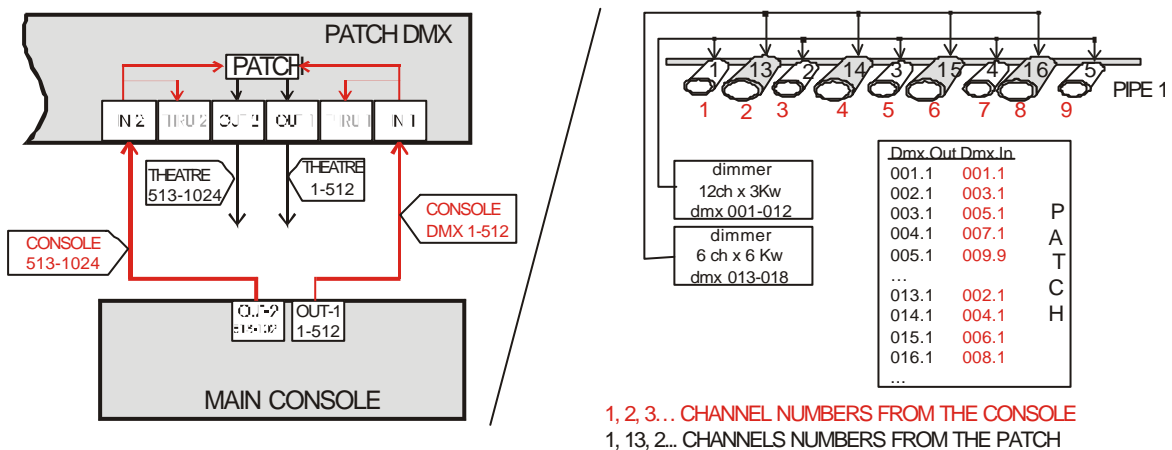 PATCH DMX
PATCH
IN 2
THRU 2
OUT 2
OUT 1
THRU 1
IN 1
THEATRE
513-1024
THEATRE
1-512
CONSOLE
DMX 1-512
CONSOLE
513-1024
OUT-2
OUT-1
1-512
MAIN CONSOLE
1 13 2 14 3 15 4 16 5
PIPE 1
1 2 3 4 5 6 7 8 9
dimmer
12ch x 3Kw
dmx 001-012
dimmer
6 ch x 6 Kw
dmx 013-018
Dmx.Out Dmx.In
001.1 001.1
002.1 003.1
003.1 005.1
004.1 007.1
005.1 009.9
...
013.1 002.1
014.1 004.1
015.1 006.1
016.1 008.1
...
PATCH
1, 2, 3... CHANNEL NUMBERS FROM THE CONSOLE
1, 13, 2... CHANNELS NUMBERS FROM THE PATCH